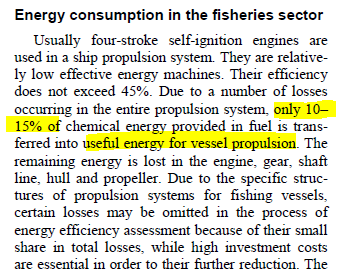 Energy consumption in the fisheries sector
Usually four-stroke self-ignition engines are
used in a ship propulsion system. They are relative-
ly low effective energy machines. Their efficiency
does not exceed 45%. Due to a number of losses
occurring in the entire propulsion system, only 10–
15% of chemical energy provided in fuel is trans-
ferred into useful energy for vessel propulsion. The
remaining energy is lost in the engine, gear, shaft
line, hull and propeller. Due to the specific struc-
tures of propulsion systems for fishing vessels,
certain losses may be omitted in the process of
energy efficiency assessment because of their small
share in total losses, while high investment costs
are essential in order to their further reduction. The